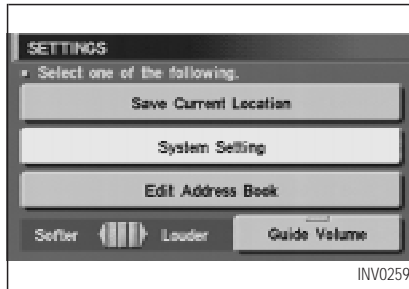 SETTINGS
Select one of the following.
Save Current Location
System Setting
Edit Address Book
Softer Louder Guide Volume
INV0259